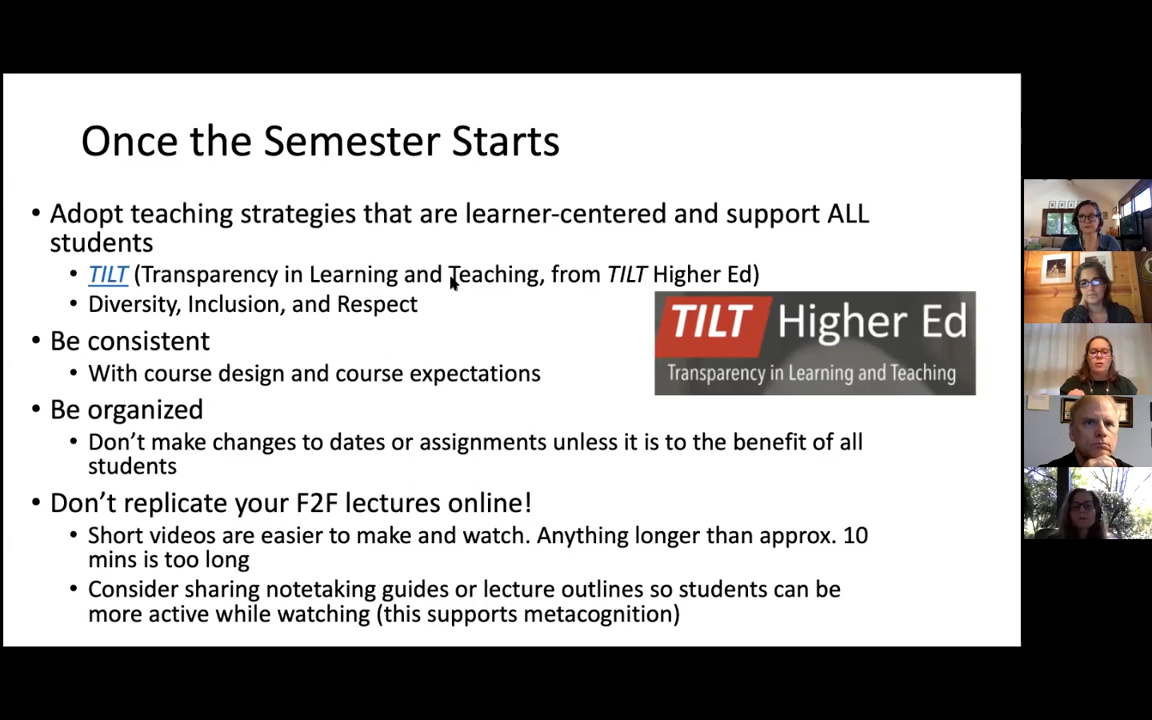 Once the Semester Starts
• Adopt teaching strategies that are learner-centered and support ALL
students
• TILT (Transparency in Learning and Teaching, from TILT Higher Ed)
• Diversity, Inclusion, and Respect
TILT Higher Ed
Transparency in Learning and Teaching
• Be consistent
• With course design and course expectations
• Be organized
• Don’t make changes to dates or assignments unless it is to the benefit of all
students
• Don’t replicate your F2F lectures online!
• Short videos are easier to make and watch. Anything longer than approx. 10
mins is too long
• Consider sharing notetaking guides or lecture outlines so students can be
more active while watching (this supports metacognition)